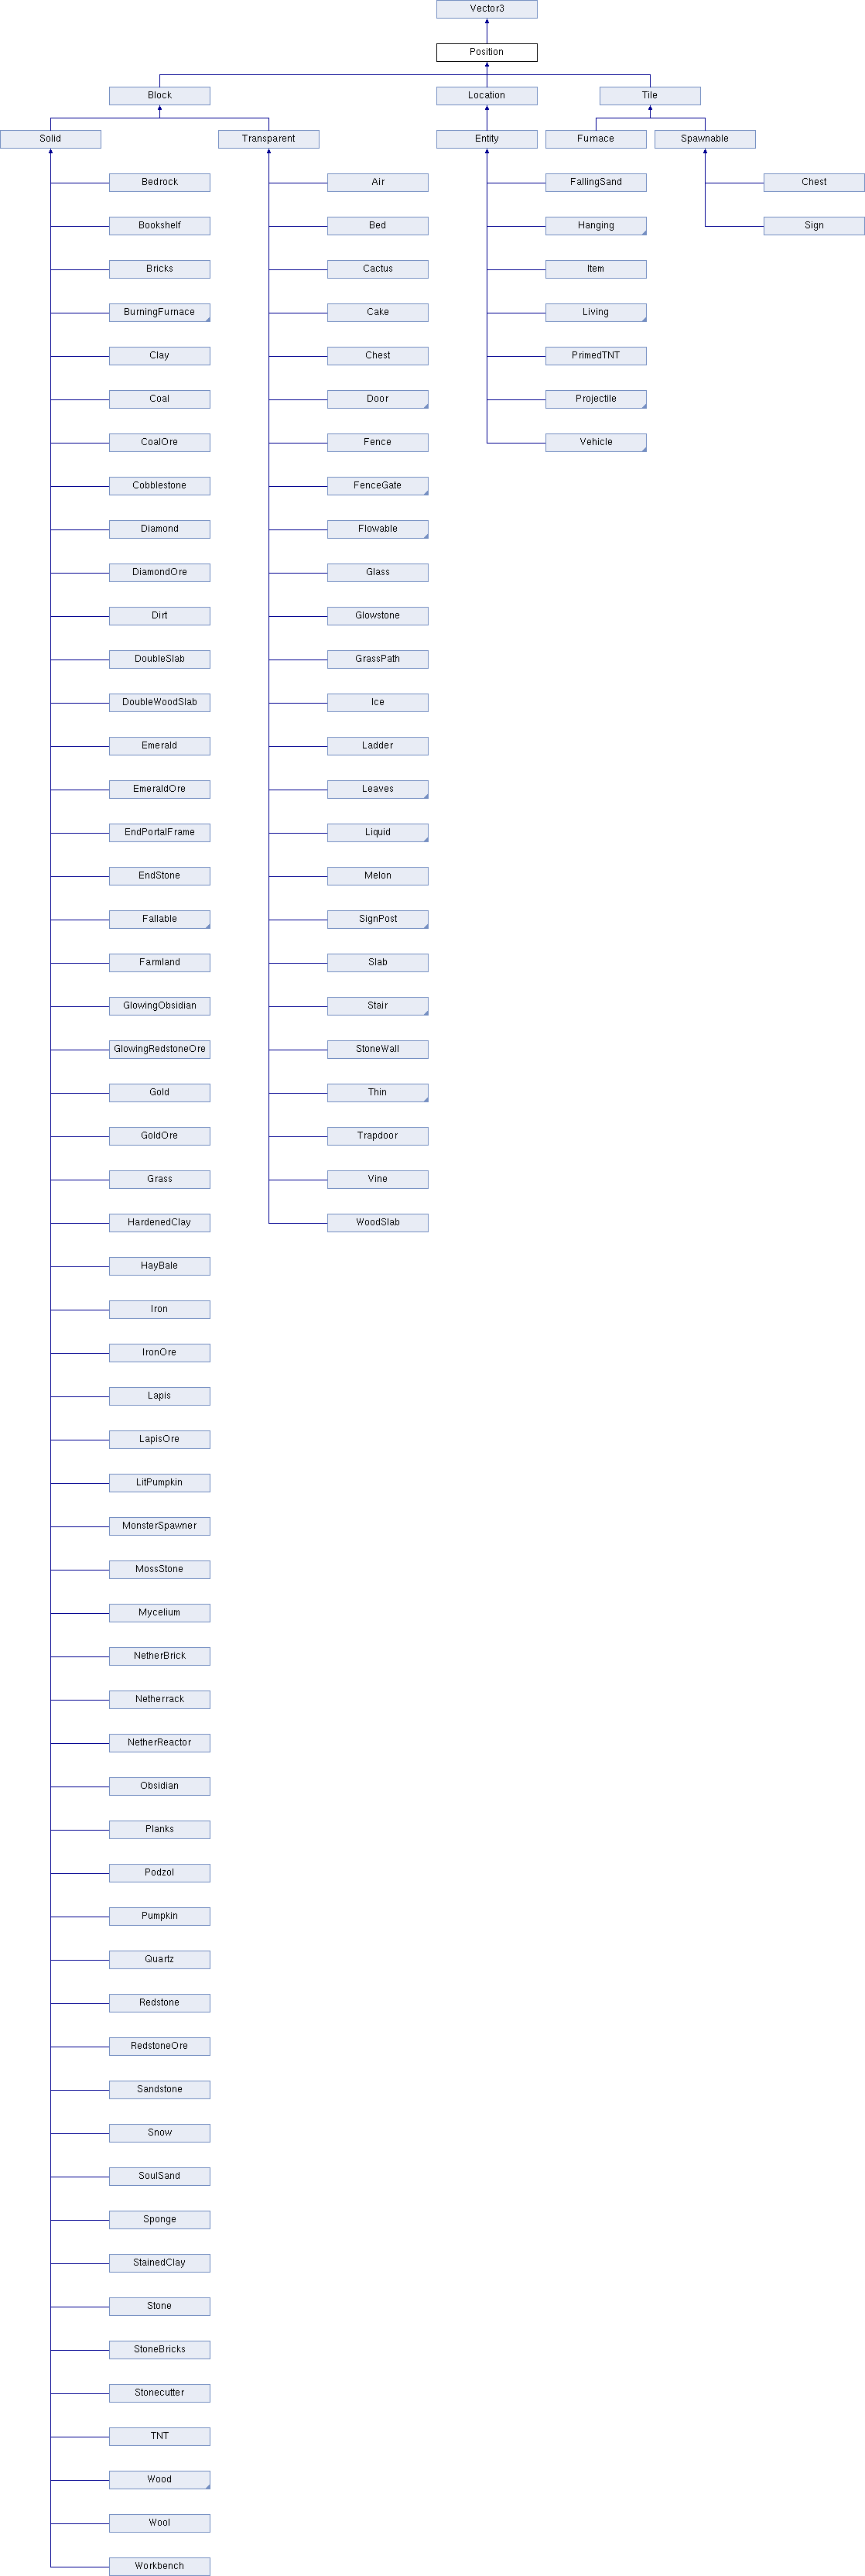 Vector3
Position
Block
Location
Tile
Solid
Transparent
Entity
Furnace
Spawnable
Bedrock
Air
FallingSand
Chest
Bookshelf
Bed
Hanging
Sign
Bricks
Cactus
Item
BurningFurnace
Cake
Living
Clay
Chest
PrimedTNT
Coal
Door
Projectile
CoalOre
Fence
Vehicle
Cobblestone
FenceGate
Diamond
Flowable
DiamondOre
Glass
Dirt
Glowstone
DoubleSlab
GrassPath
DoubleWoodSlab
Ice
Emerald
Ladder
EmeraldOre
Leaves
EndPortalFrame
Liquid
EndStone
Melon
Fallable
SignPost
Farmland
Slab
GlowingObsidian
Stair
GlowingRedstoneOre
StoneWall
Gold
Thin
GoldOre
Trapdoor
Grass
Vine
HardenedClay
WoodSlab
HayBale
Iron
IronOre
Lapis
LapisOre
LitPumpkin
MonsterSpawner
MossStone
Mycelium
NetherBrick
Netherrack
NetherReactor
Obsidian
Planks
Podzol
Pumpkin
Quartz
Redstone
RedstoneOre
Sandstone
Snow
SoulSand
Sponge
StainedClay
Stone
StoneBricks
Stonecutter
TNT
Wood
Wool
Workbench